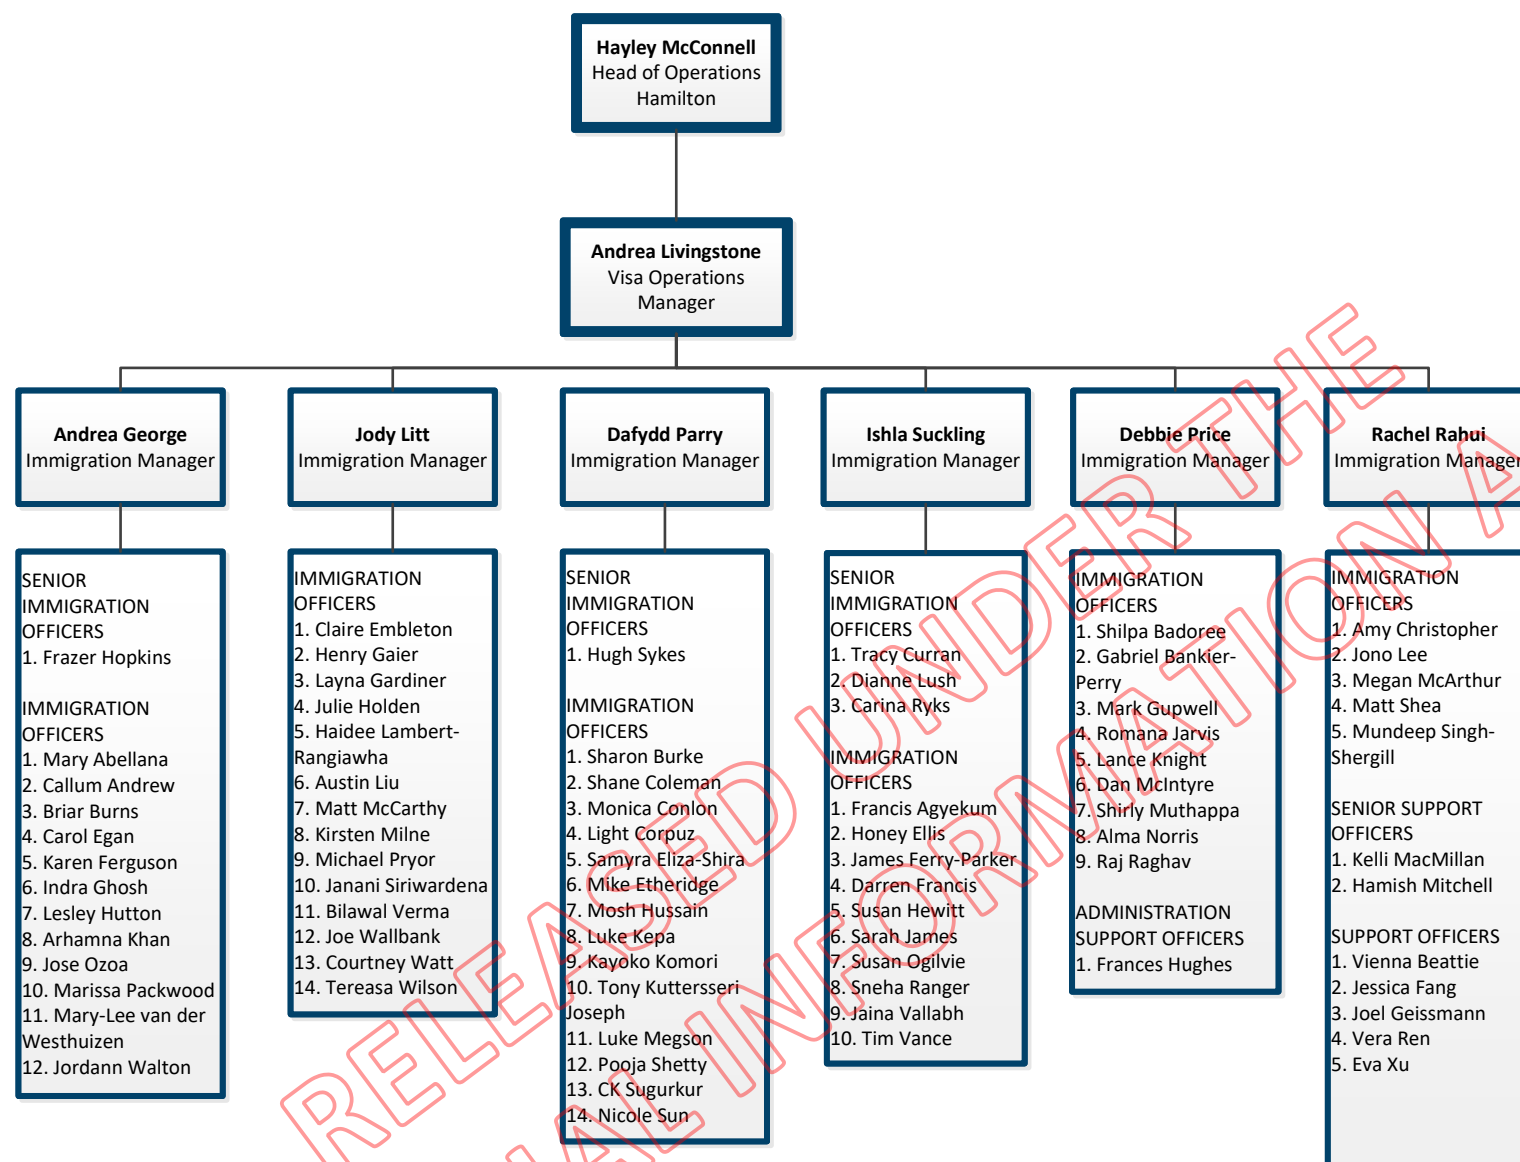 Hayley McConnell
Head of Operations
Hamilton
Andrea Livingstone
Visa Operations
Manager
Andrea George
Immigration Manager
Jody Litt
Immigration Manager
Dafydd Parry
Immigration Manager
Ishla Suckling
Immigration Manager
Debbie Price
Immigration Manager
Rachel Rahui
Immigration Manager
SENIOR
IMMIGRATION
OFFICERS
1. Frazer Hopkins
IMMIGRATION
OFFICERS
1. Mary Abellana
2. Callum Andrew
3. Briar Burns
4. Carol Egan
5. Karen Ferguson
6. Indra Ghosh
7. Lesley Hutton
8. Arhamna Khan
9. Jose Ozoa
10. Marissa Packwood
11. Mary-Lee van der
Westhuizen
12. Jordann Walton
IMMIGRATION
OFFICERS
1. Claire Embleton
2. Henry Gaier
3. Layna Gardiner
4. Julie Holden
5. Haidee Lambert-
Rangiawha
6. Austin Liu
7. Matt McCarthy
8. Kirsten Milne
9. Michael Pryor
10. Janani Siriwardena
11. Bilawal Verma
12. Joe Wallbank
13. Courtney Watt
14. Tereasa Wilson
SENIOR
IMMIGRATION
OFFICERS
1. Hugh Sykes
IMMIGRATION
OFFICERS
1. Sharon Burke
2. Shane Coleman
3. Monica Conlon
4. Light Corpuz
5. Samyra Eliza-Shira
6. Mike Etheridge
7. Mosh Hussain
8. Luke Kepa
9. Kayoko Komori
10. Tony Kuttersseri
Joseph
11. Luke Megson
12. Pooja Shetty
13. CK Sugurkur
14. Nicole Sun
SENIOR
IMMIGRATION
OFFICERS
1. Tracy Curran
2. Dianne Lush
3. Carina Ryks
IMMIGRATION
OFFICERS
1. Francis Agyekum
2. Honey Ellis
3. James Ferry-Parker
4. Darren Francis
5. Susan Hewitt
6. Sarah James
7. Susan Ogilvie
8. Sneha Ranger
9. Jaina Vallabh
10. Tim Vance
IMMIGRATION
OFFICERS
1. Shilpa Badoree
2. Gabriel Bankier-
Perry
3. Mark Gupwell
4. Romana Jarvis
5. Lance Knight
6. Dan McIntyre
7. Shirly Muthappa
8. Alma Norris
9. Raj Raghav
ADMINISTRATION
SUPPORT OFFICERS
1. Frances Hughes
IMMIGRATION
OFFICERS
1. Amy Christopher
2. Jono Lee
3. Megan McArthur
4. Matt Shea
5. Mundeep Singh-
Shergill
SENIOR SUPPORT
OFFICERS
1. Kelli MacMillan
2. Hamish Mitchell
SUPPORT OFFICERS
1. Vienna Beattie
2. Jessica Fang
3. Joel Geissmann
4. Vera Ren
5. Eva Xu
RELEASED UNDER THE
INFORMATION